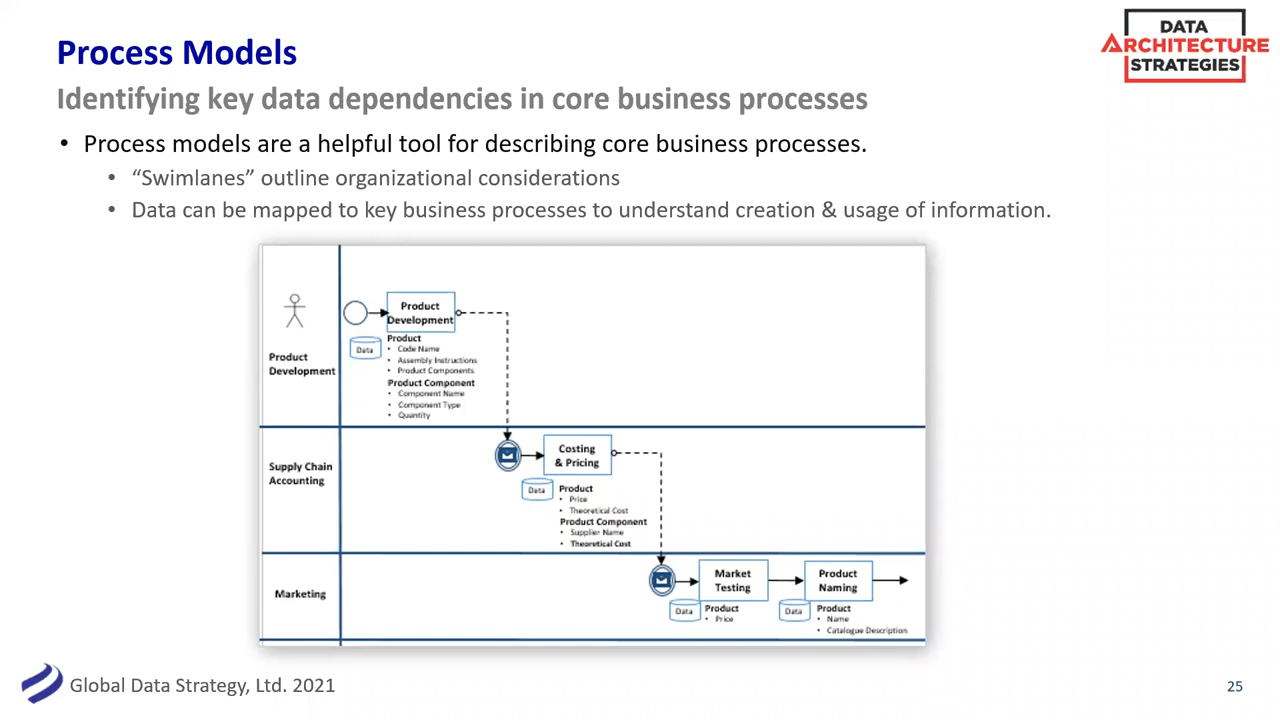 Process Models
DATA
ARCHITECTURE
STRATEGIES
Identifying key data dependencies in core business processes
• Process models are a helpful tool for describing core business processes.
• “Swimlanes” outline organizational considerations
• Data can be mapped to key business processes to understand creation & usage of information.
Product
Development
Product
Development
Data
Product
• Code Name
• Assembly Instructions
• Product Components
Product Component
• Component Name
• Component Type
• Quantity
Supply Chain
Accounting
Costing
& Pricing
Data
Product
• Price
• Theoretical Cost
Product Component
• Supplier Name
• Theoretical Cost
Marketing
Market
Testing
Data
Product
• Price
Product
Naming
Data
Product
• Name
• Catalogue Description
Global Data Strategy, Ltd. 2021
25